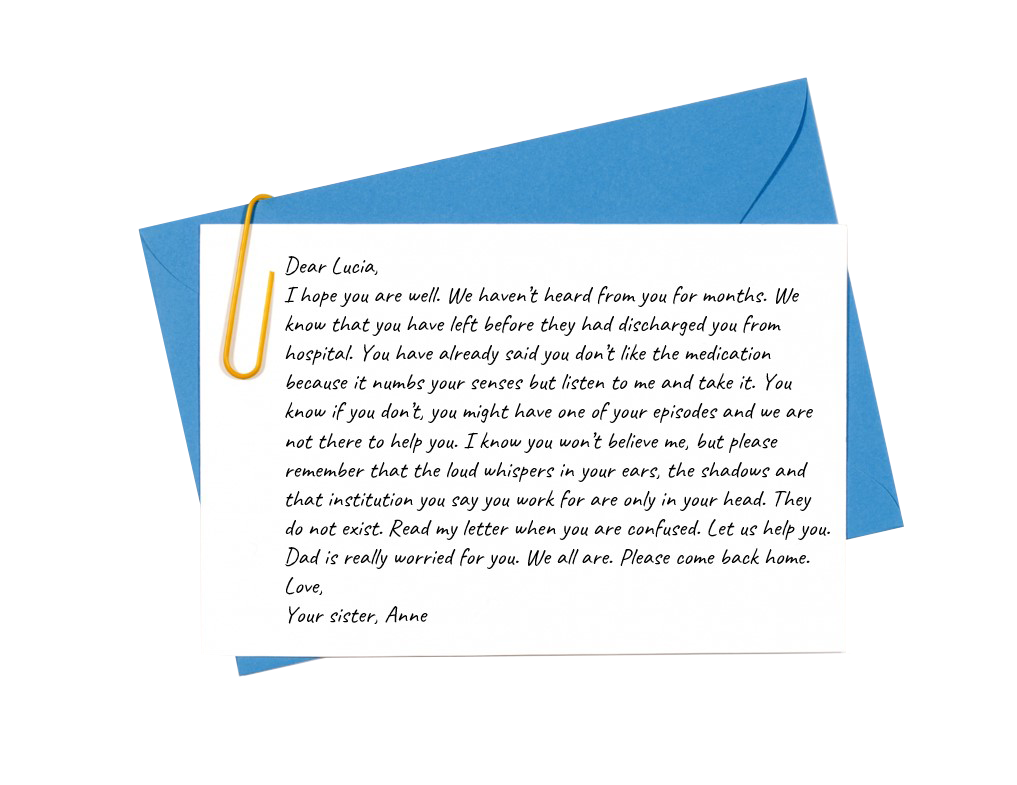 Dear Lucia,
I hope you are well. We haven't heard from you for months. We
know that you have left before they had discharged you from
hospital. You have already said you don't like the medication
because it numbs your senses but listen to me and take it. You
know if you don't, you might have one of your episodes and we are
not there to help you. I know you won't believe me, but please
remember that the loud whispers in your ears, the shadows and
that institution you say you work for are only in your head. They
do not exist. Read my letter when you are confused. Let us help you.
Dad is really worried for you. We all are. Please come back home.
Love,
Your sister, Anne